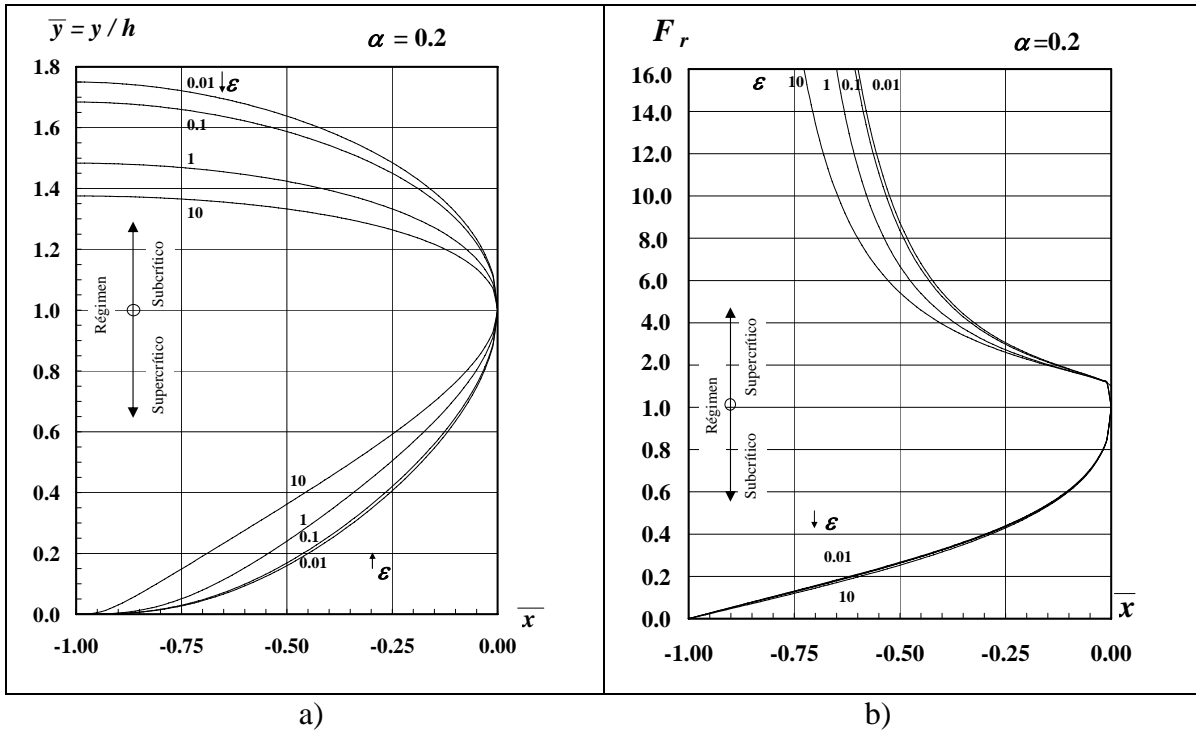 y = y / h
α = 0.2
1.8
1.6
1.4
1.2
1.0
0.8
0.6
0.4
0.2
0.0
0.01
ε
0.1
1
10
Régimen
Subcrítico
Supercrítico
10
1
0.1
0.01
ε
x
-1.00
-0.75
-0.50
-0.25
0.00
a)
F r
α=0.2
16.0
14.0
12.0
10.0
8.0
6.0
4.0
2.0
1.0
0.8
0.6
0.4
0.2
0.0
ε
10
1
0.1
0.01
Régimen
Supercrítico
Subcrítico
ε
0.01
10
x
-1.00
-0.75
-0.50
-0.25
0.00
b)